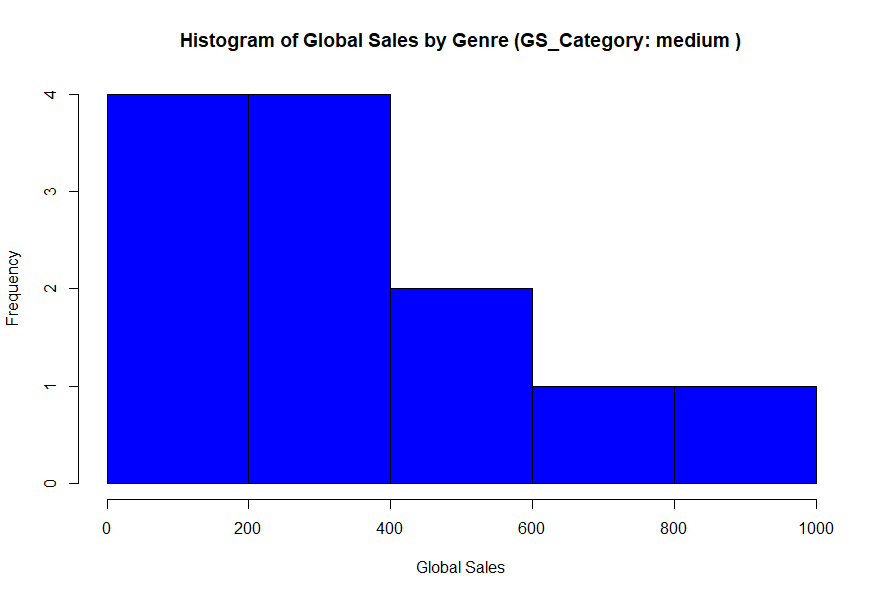 Histogram of Global Sales by Genre (GS_Category: medium )
4
3
2
1
0
Frequency
0 200 400 600 800 1000
Global Sales